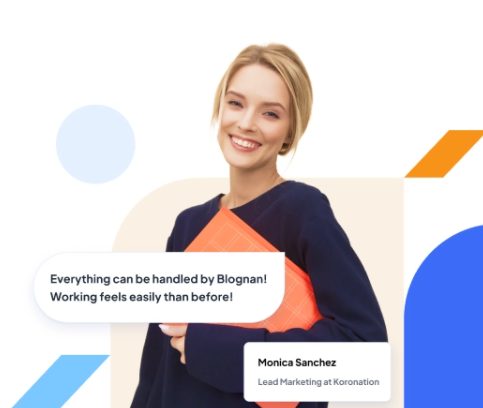 Everything can be handled by Blognan!
Working feels easily than before!
Monica Sanchez
Lead Marketing at Koronation